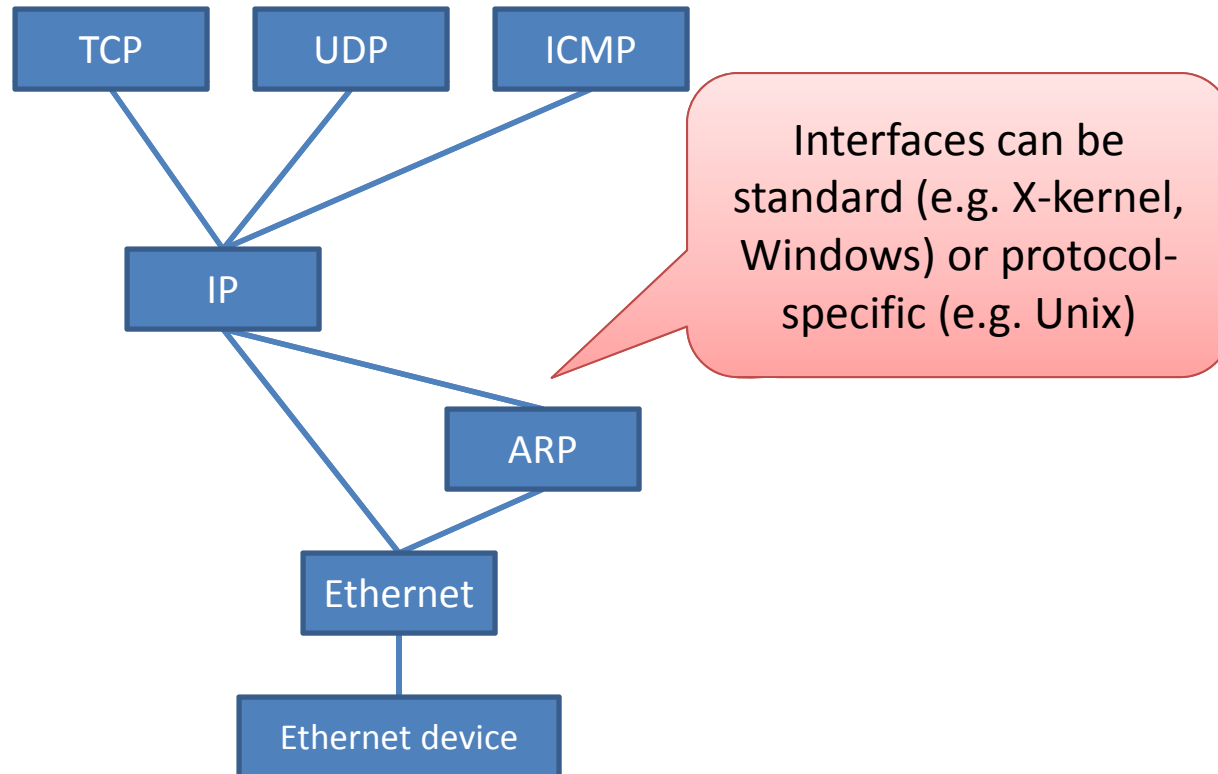 TCP
UDP
ICMP
Interfaces can be
standard (e.g. X-kernel,
Windows) or protocol-
specific (e.g. Unix)
IP
ARP
Ethernet
Ethernet device